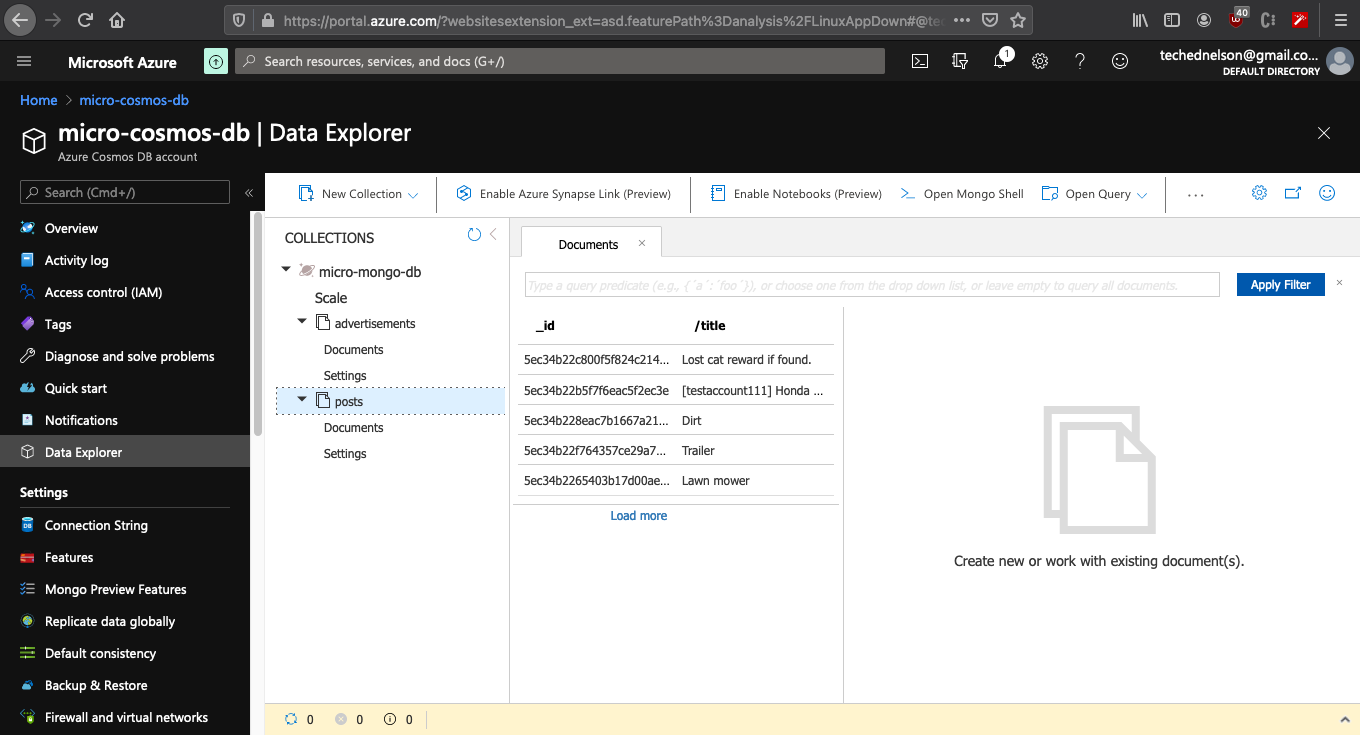 https://portal.azure.com/?websitesextension_ext=asd.featurePath%3Danalysis%2FLinuxAppDown#@te
40
Microsoft Azure
Search resources, services, and docs (G+/)
1
techednelson@gmail.co...
DEFAULT DIRECTORY
Home > micro-cosmos-db
micro-cosmos-db | Data Explorer
Azure Cosmos DB account
Search (Cmd+/)
«
Overview
Activity log
Access control (IAM)
Tags
Diagnose and solve problems
Quick start
Notifications
Data Explorer
Settings
Connection String
Features
Mongo Preview Features
Replicate data globally
Default consistency
Backup & Restore
Firewall and virtual networks
New Collection
Enable Azure Synapse Link (Preview)
Enable Notebooks (Preview)
Open Mongo Shell
Open Query
...
COLLECTIONS
micro-mongo-db
Scale
advertisements
Documents
Settings
posts
Documents
Settings
Documents
Type a query predicate (e.g., {´a´:´foo´}), or choose one from the drop down list, or leave empty to query all documents.
Apply Filter
_id /title
5ec34b22c800f5f824c214... Lost cat reward if found.
5ec34b22b5f7f6eac5f2ec3e [testaccount111] Honda ...
5ec34b228eac7b1667a21... Dirt
5ec34b22f764357ce29a7... Trailer
5ec34b2265403b17d00ae... Lawn mower
Load more
Create new or work with existing document(s).
0 0 0